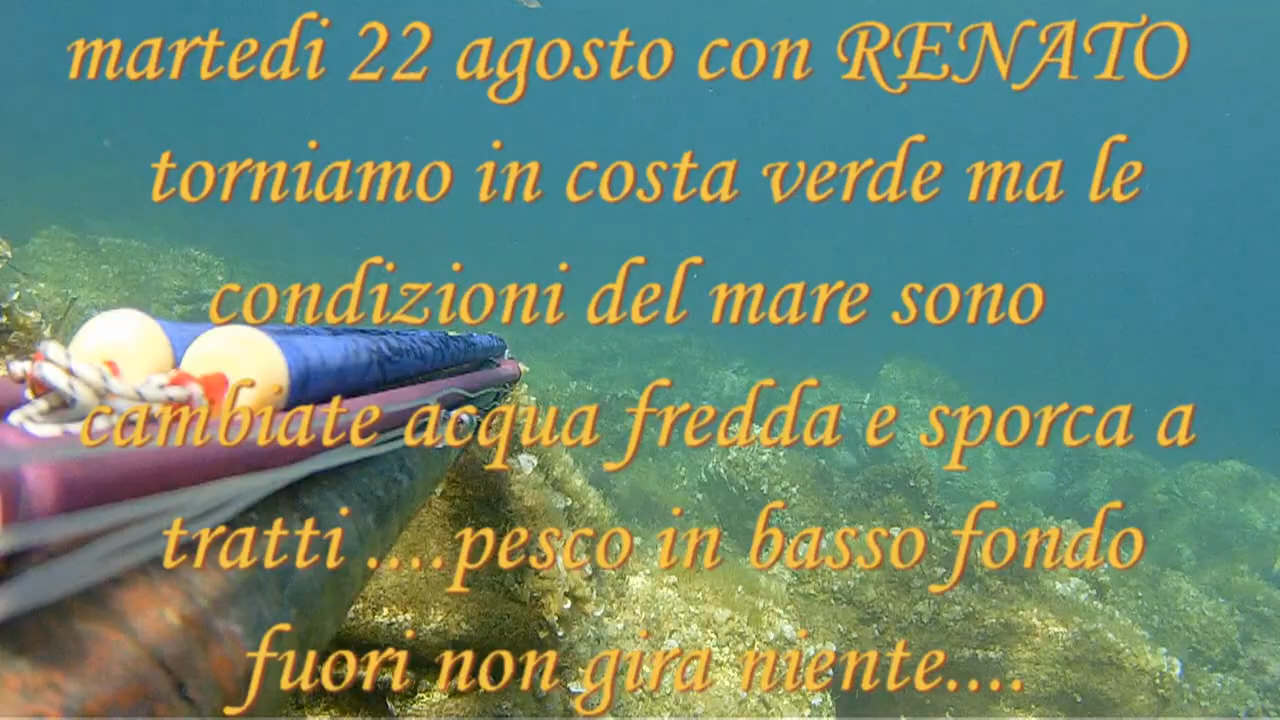 martedi 22 agosto con RENATO
torniamo in costa verde ma le
condizioni del mare sono
cambiate acqua fredda e sporca a
tratti ....pesco in basso fondo
fuori non gira niente....